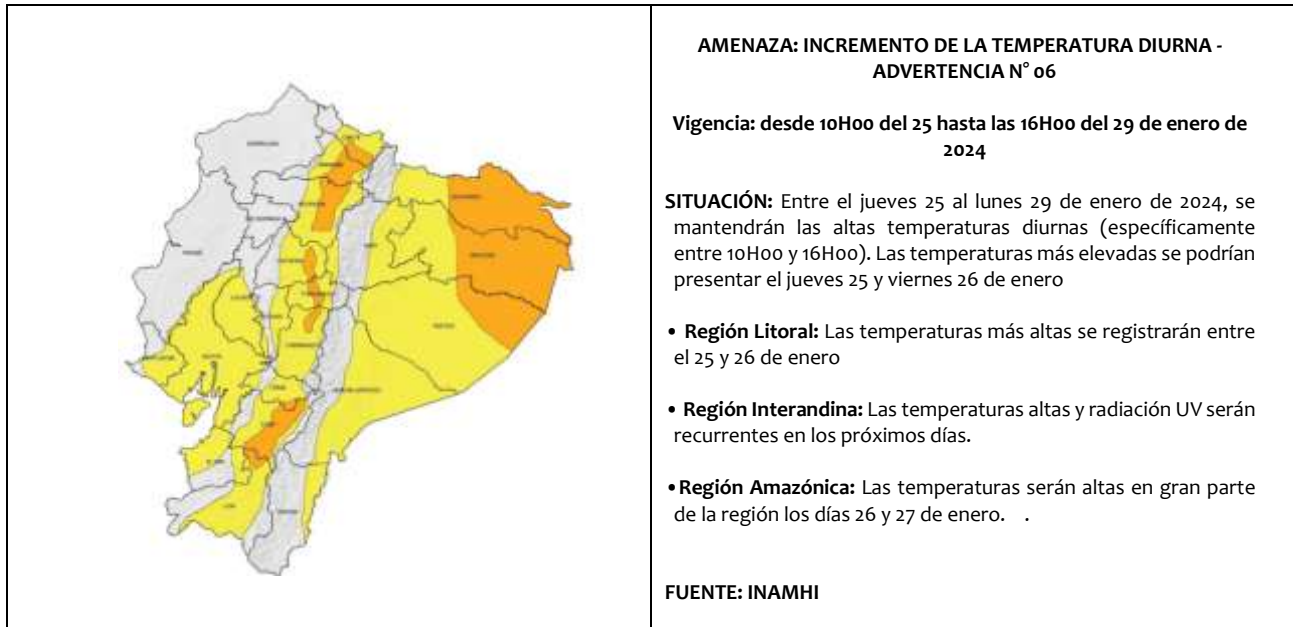 AMENAZA: INCREMENTO DE LA TEMPERATURA DIURNA -
ADVERTENCIA N° 06
Vigencia: desde 10H00 del 25 hasta las 16H00 del 29 de enero de
2024
SITUACIÓN: Entre el jueves 25 al lunes 29 de enero de 2024, se
mantendrán las altas temperaturas diurnas (específicamente
entre 10H00 y 16H00). Las temperaturas más elevadas se podrían
presentar el jueves 25 y viernes 26 de enero
• Región Litoral: Las temperaturas más altas se registrarán entre
el 25 y 26 de enero
• Región Interandina: Las temperaturas altas y radiación UV serán
recurrentes en los próximos días.
• Región Amazónica: Las temperaturas serán altas en gran parte
de la región los días 26 y 27 de enero. .
FUENTE: INAMHI